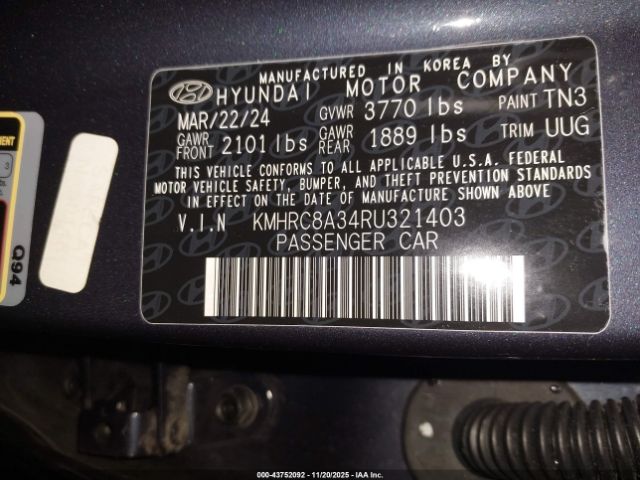 MANUFACTURED IN KOREA BY
HYUNDAI MOTOR COMPANY
MAR/22/24 GVWR 3770 lbs PAINT TN3
GAWR FRONT 2101 lbs GAWR REAR 1889 lbs TRIM UUG
THIS VEHICLE CONFORMS TO ALL APPLICABLE U.S.A. FEDERAL
MOTOR VEHICLE SAFETY, BUMPER, AND THEFT PREVENTION STANDARDS
IN EFFECT ON THE DATE OF MANUFACTURE SHOWN ABOVE
V.I.N KMHRC8A34RU321403
PASSENGER CAR
3
Q94
000-43752092 - 11/20/2025 - IAA Inc.